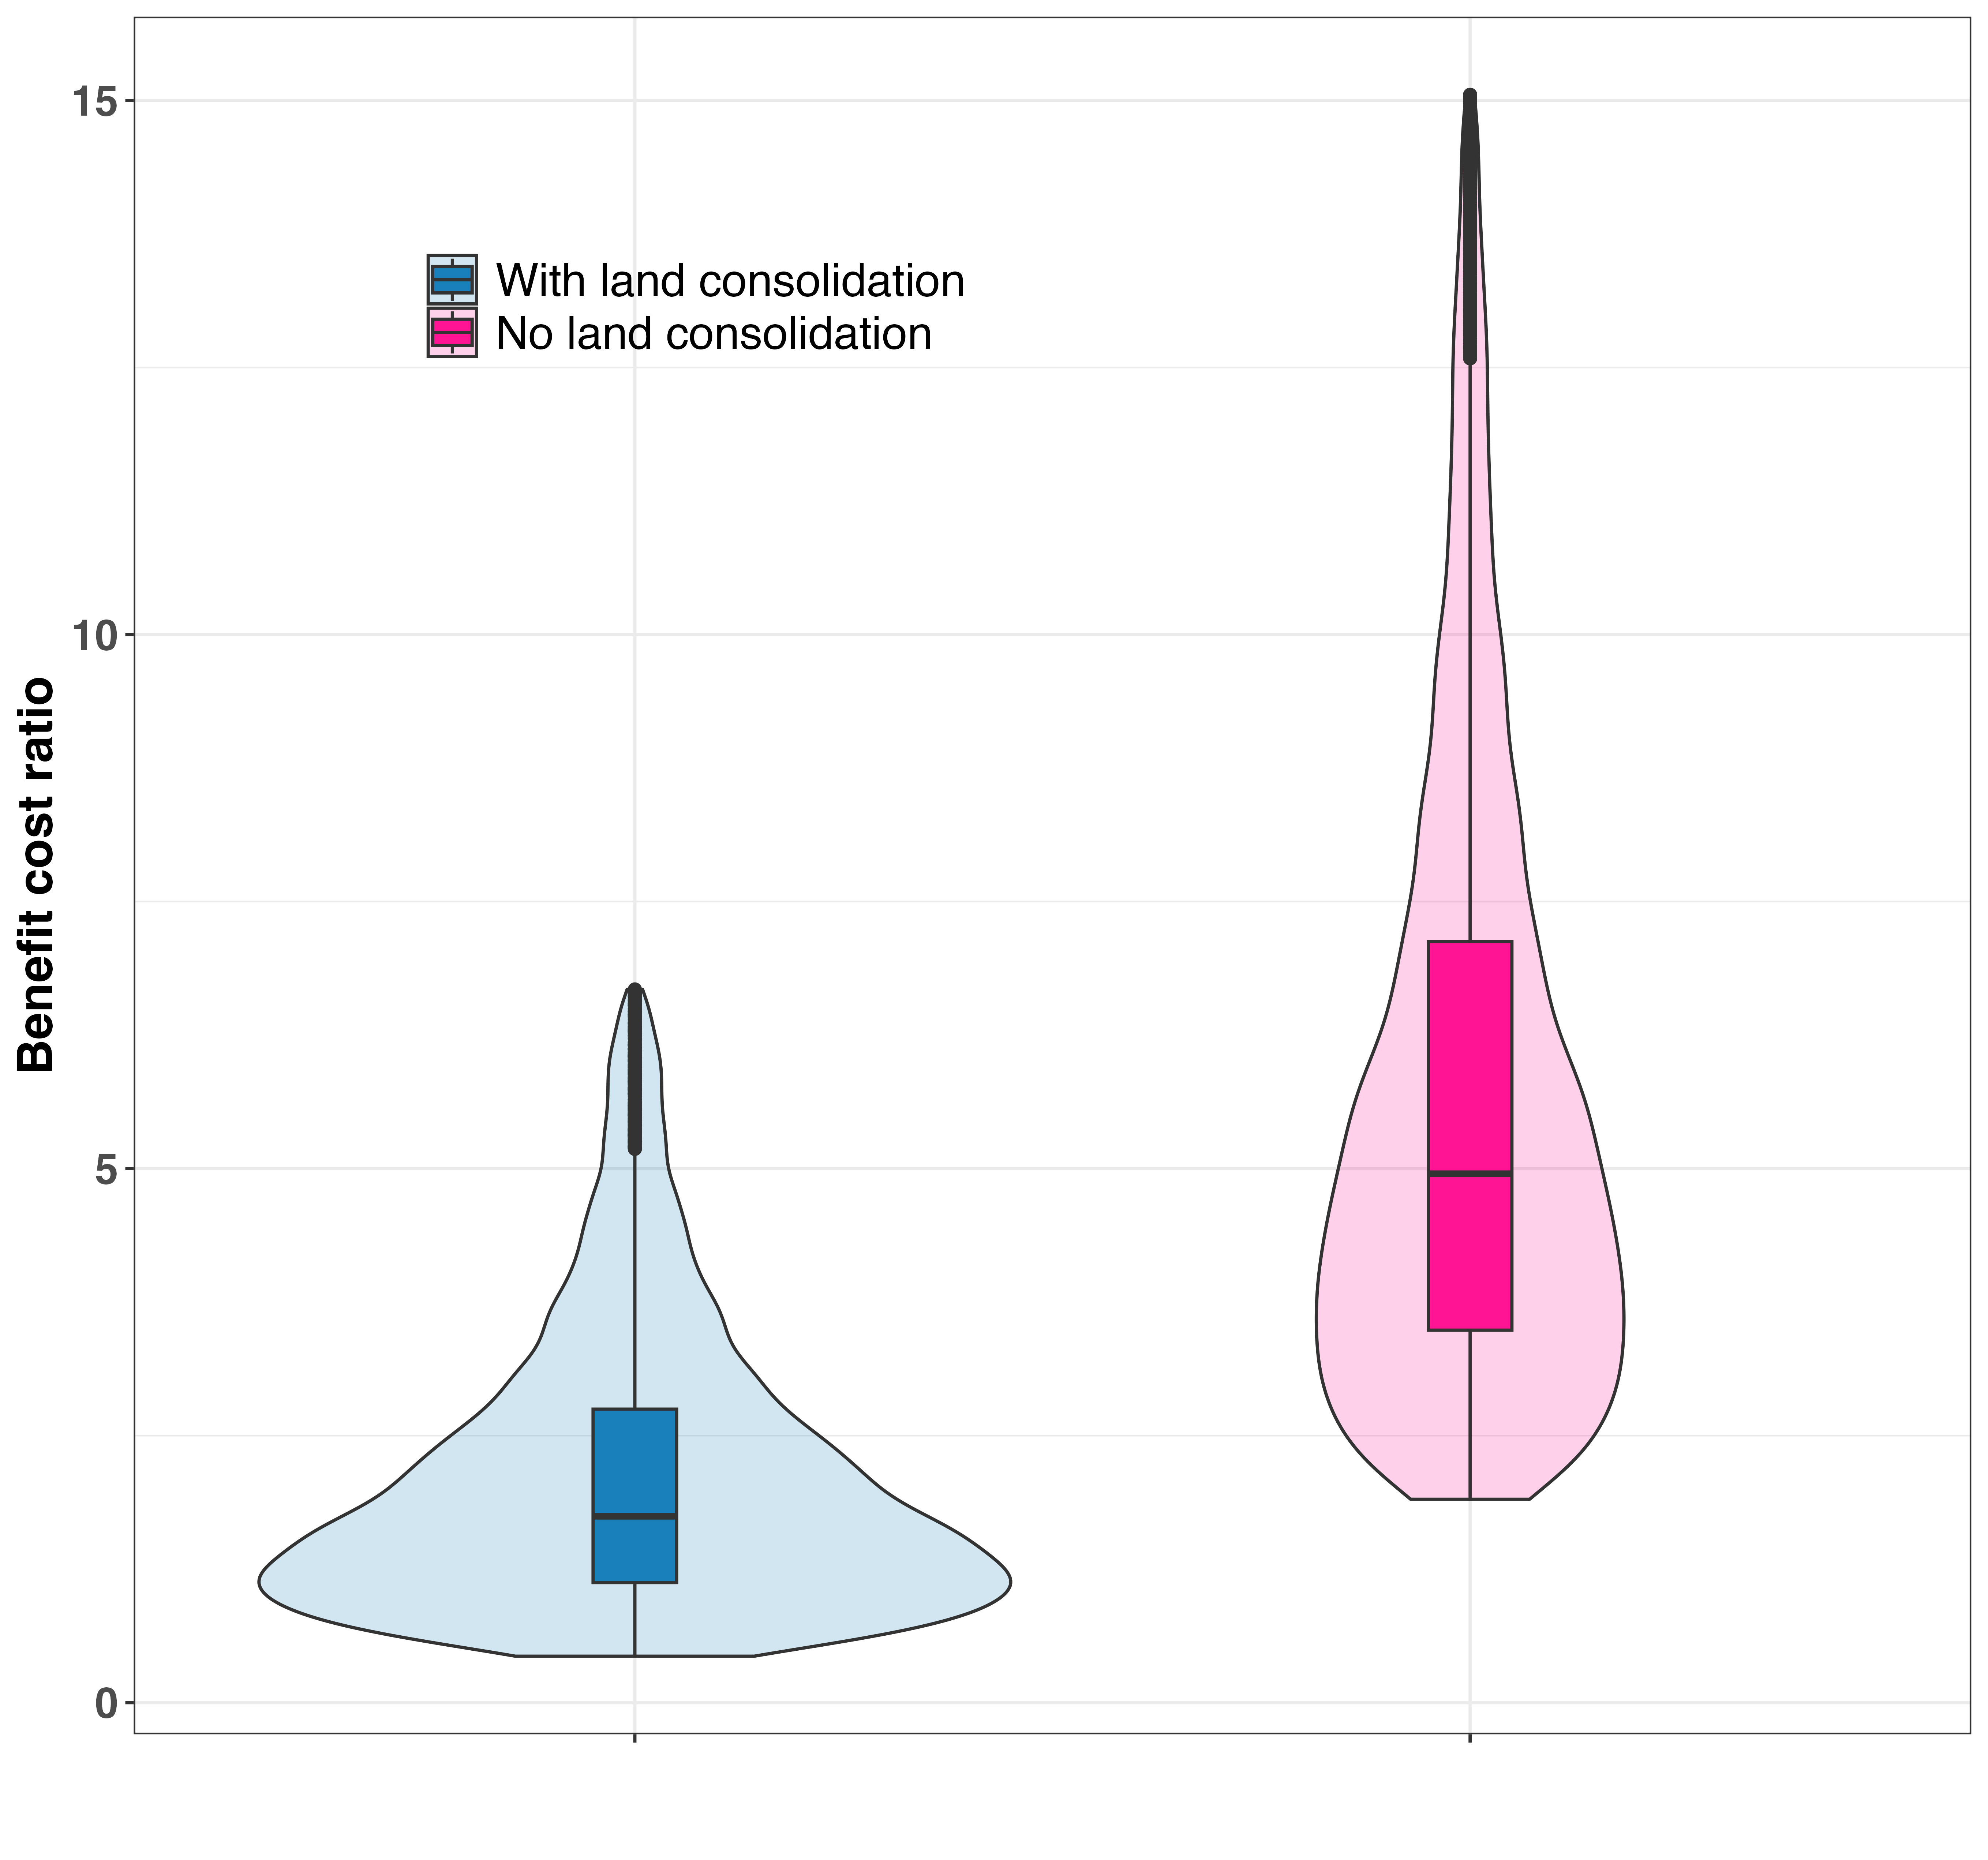 15
10
5
0
Benefit cost ratio
With land consolidation
No land consolidation